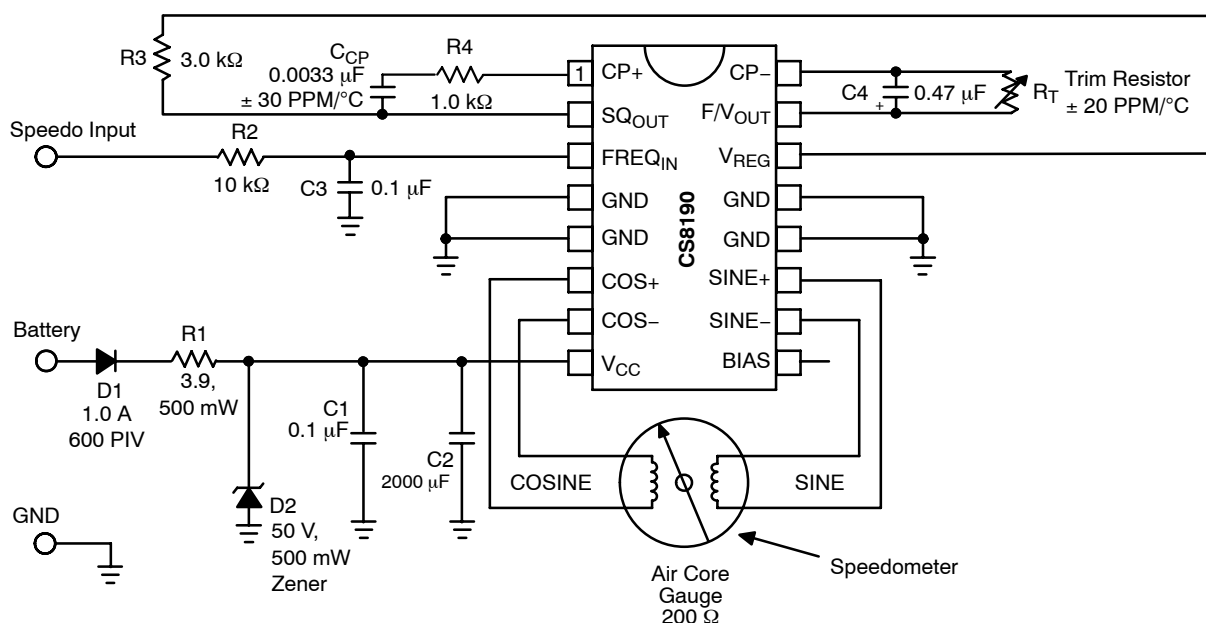 R3
3.0 kΩ
C_CP
0.0033 μF
± 30 PPM/°C
R4
1.0 kΩ
1
CP+
CP−
SQ_OUT
F/V_OUT
FREQ_IN
V_REG
GND
GND
GND
GND
COS+
SINE+
COS−
SINE−
V_CC
BIAS
CS8190
C4
+
0.47 μF
R_T
Trim Resistor
± 20 PPM/°C
Speedo Input
R2
10 kΩ
C3
0.1 μF
Battery
D1
1.0 A
600 PIV
R1
3.9,
500 mW
C1
0.1 μF
C2
2000 μF
D2
50 V,
500 mW
Zener
GND
COSINE
SINE
Speedometer
Air Core
Gauge
200 Ω